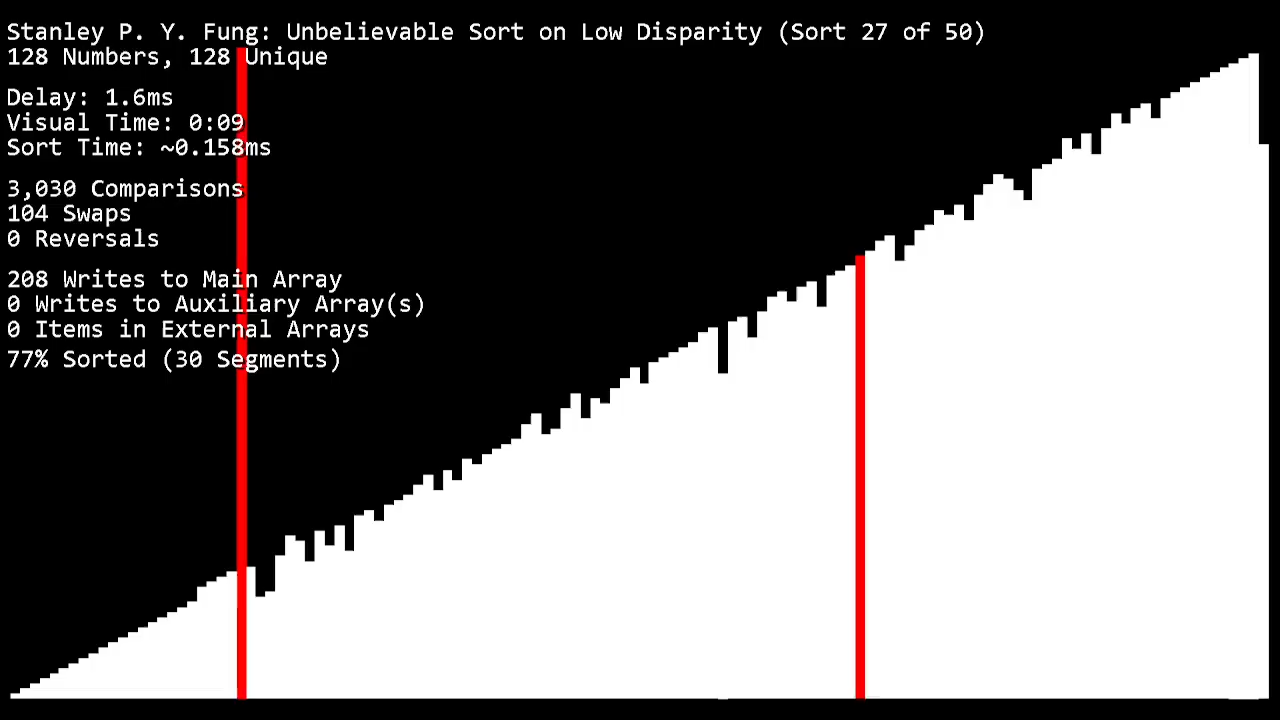 Stanley P. Y. Fung: Unbelievable Sort on Low Disparity (Sort 27 of 50)
128 Numbers, 128 Unique
Delay: 1.6ms
Visual Time: 0:09
Sort Time: ~0.158ms
3,030 Comparisons
104 Swaps
0 Reversals
208 Writes to Main Array
0 Writes to Auxiliary Array(s)
0 Items in External Arrays
77% Sorted (30 Segments)